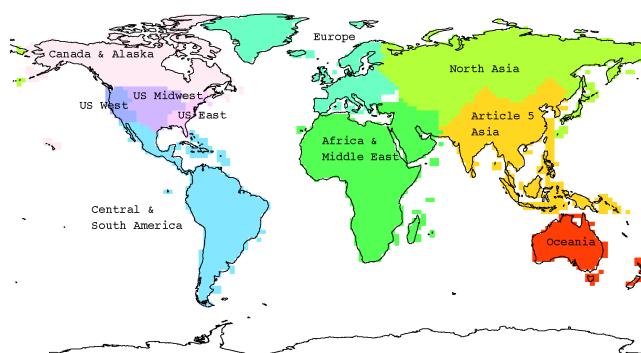 Europe
Canada & Alaska
North Asia
US Midwest
US West
US East
Article 5
Asia
Africa &
Middle East
Central &
South America
Oceania